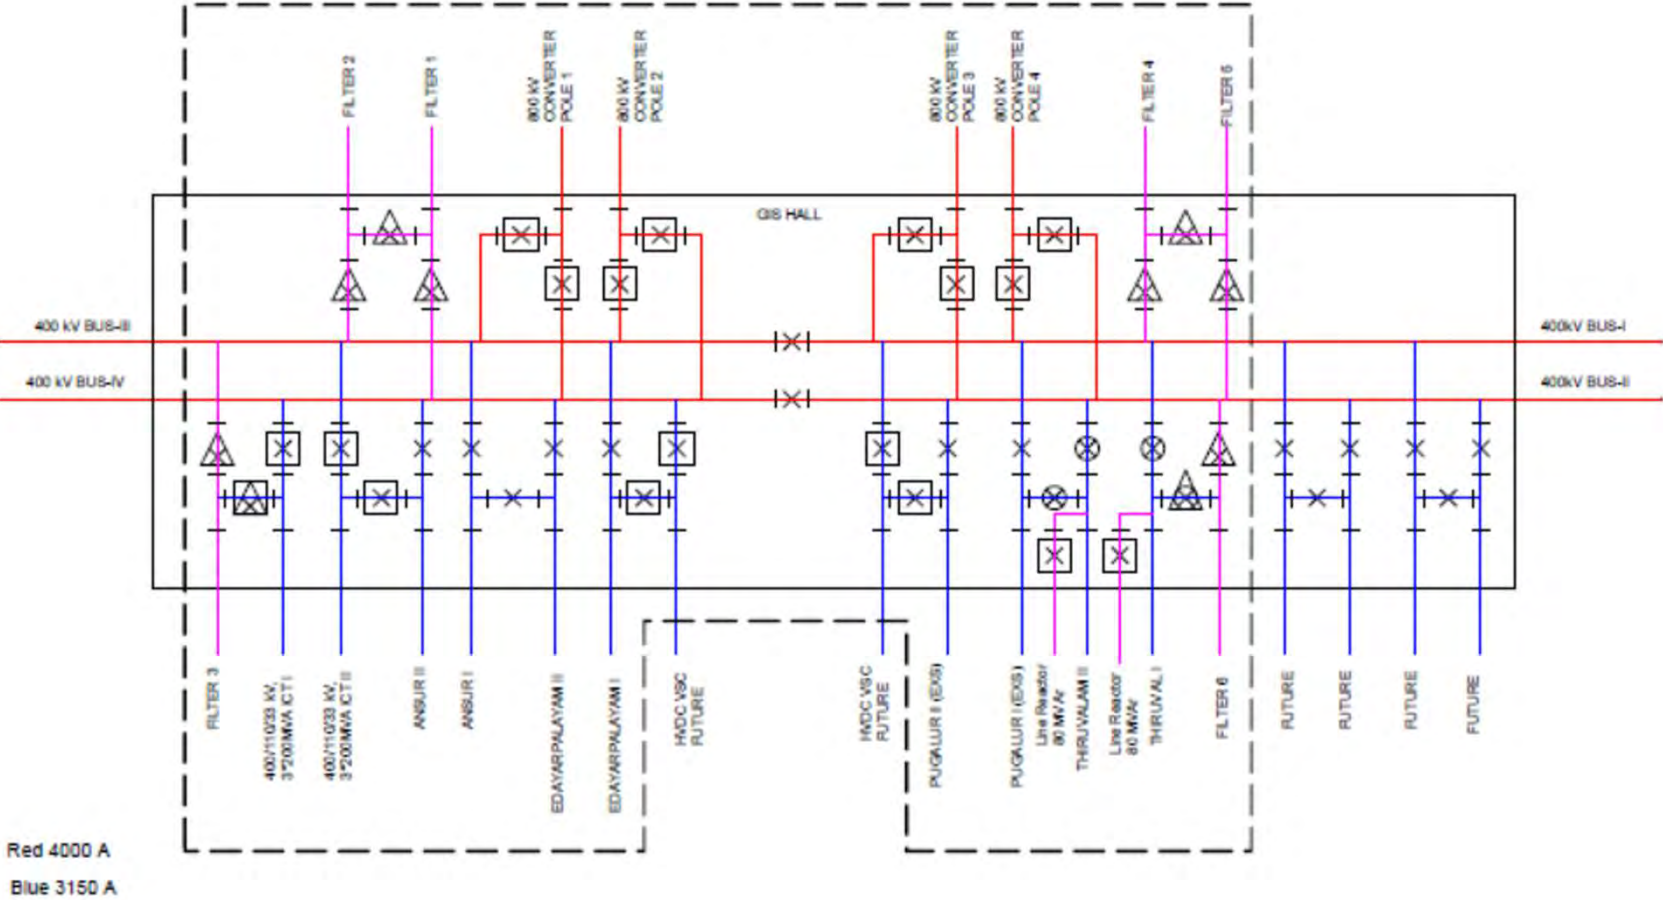 FILTER 2
FILTER 1
800 kV
CONVERTER
POLE 1
800 kV
CONVERTER
POLE 2
800 kV
CONVERTER
POLE 3
800 kV
CONVERTER
POLE 4
FILTER 4
FILTER 5
GIS HALL
400 kV BUS-III
400kV BUS-I
400 kV BUS-IV
400kV BUS-II
FILTER 3
400/110/33 kV,
3*200MVA ICT I
400/110/33 kV,
3*200MVA ICT II
ANSUR II
ANSUR I
EDAYARPALAYAM II
EDAYARPALAYAM I
HVDC VSC
FUTURE
HVDC VSC
FUTURE
PUGALUR II (EXS)
PUGALUR I (EXS)
Line Reactor
80 MVAr
THIRUVALAM II
Line Reactor
80 MVAr
THIRUVAL I
FILTER 6
FUTURE
FUTURE
FUTURE
FUTURE
Red 4000 A
Blue 3150 A